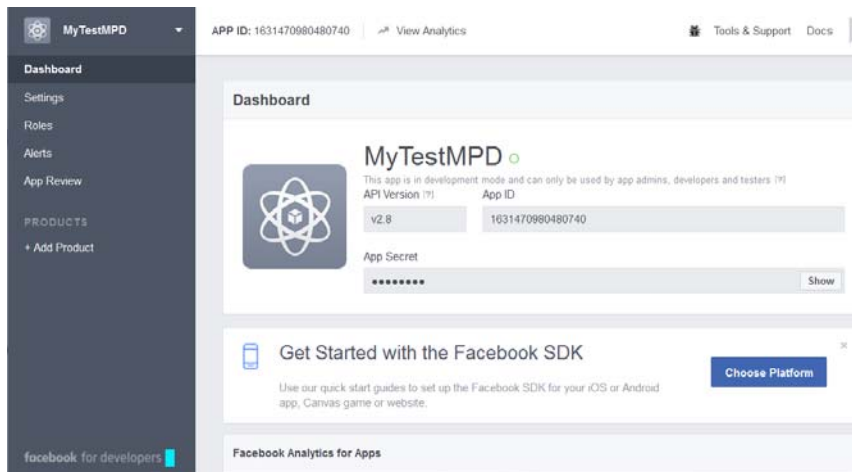 MyTestMPD
APP ID: 1631470980480740
View Analytics
Tools & Support
Docs
Dashboard
Settings
Roles
Alerts
App Review
PRODUCTS
+ Add Product
facebook for developers
Dashboard
MyTestMPD
This app is in development mode and can only be used by app admins, developers and testers [?]
API Version [?]
App ID
v2.8
1631470980480740
App Secret
●●●●●●●●
Show
Get Started with the Facebook SDK
Use our quick start guides to set up the Facebook SDK for your iOS or Android
app, Canvas game or website.
Choose Platform
Facebook Analytics for Apps